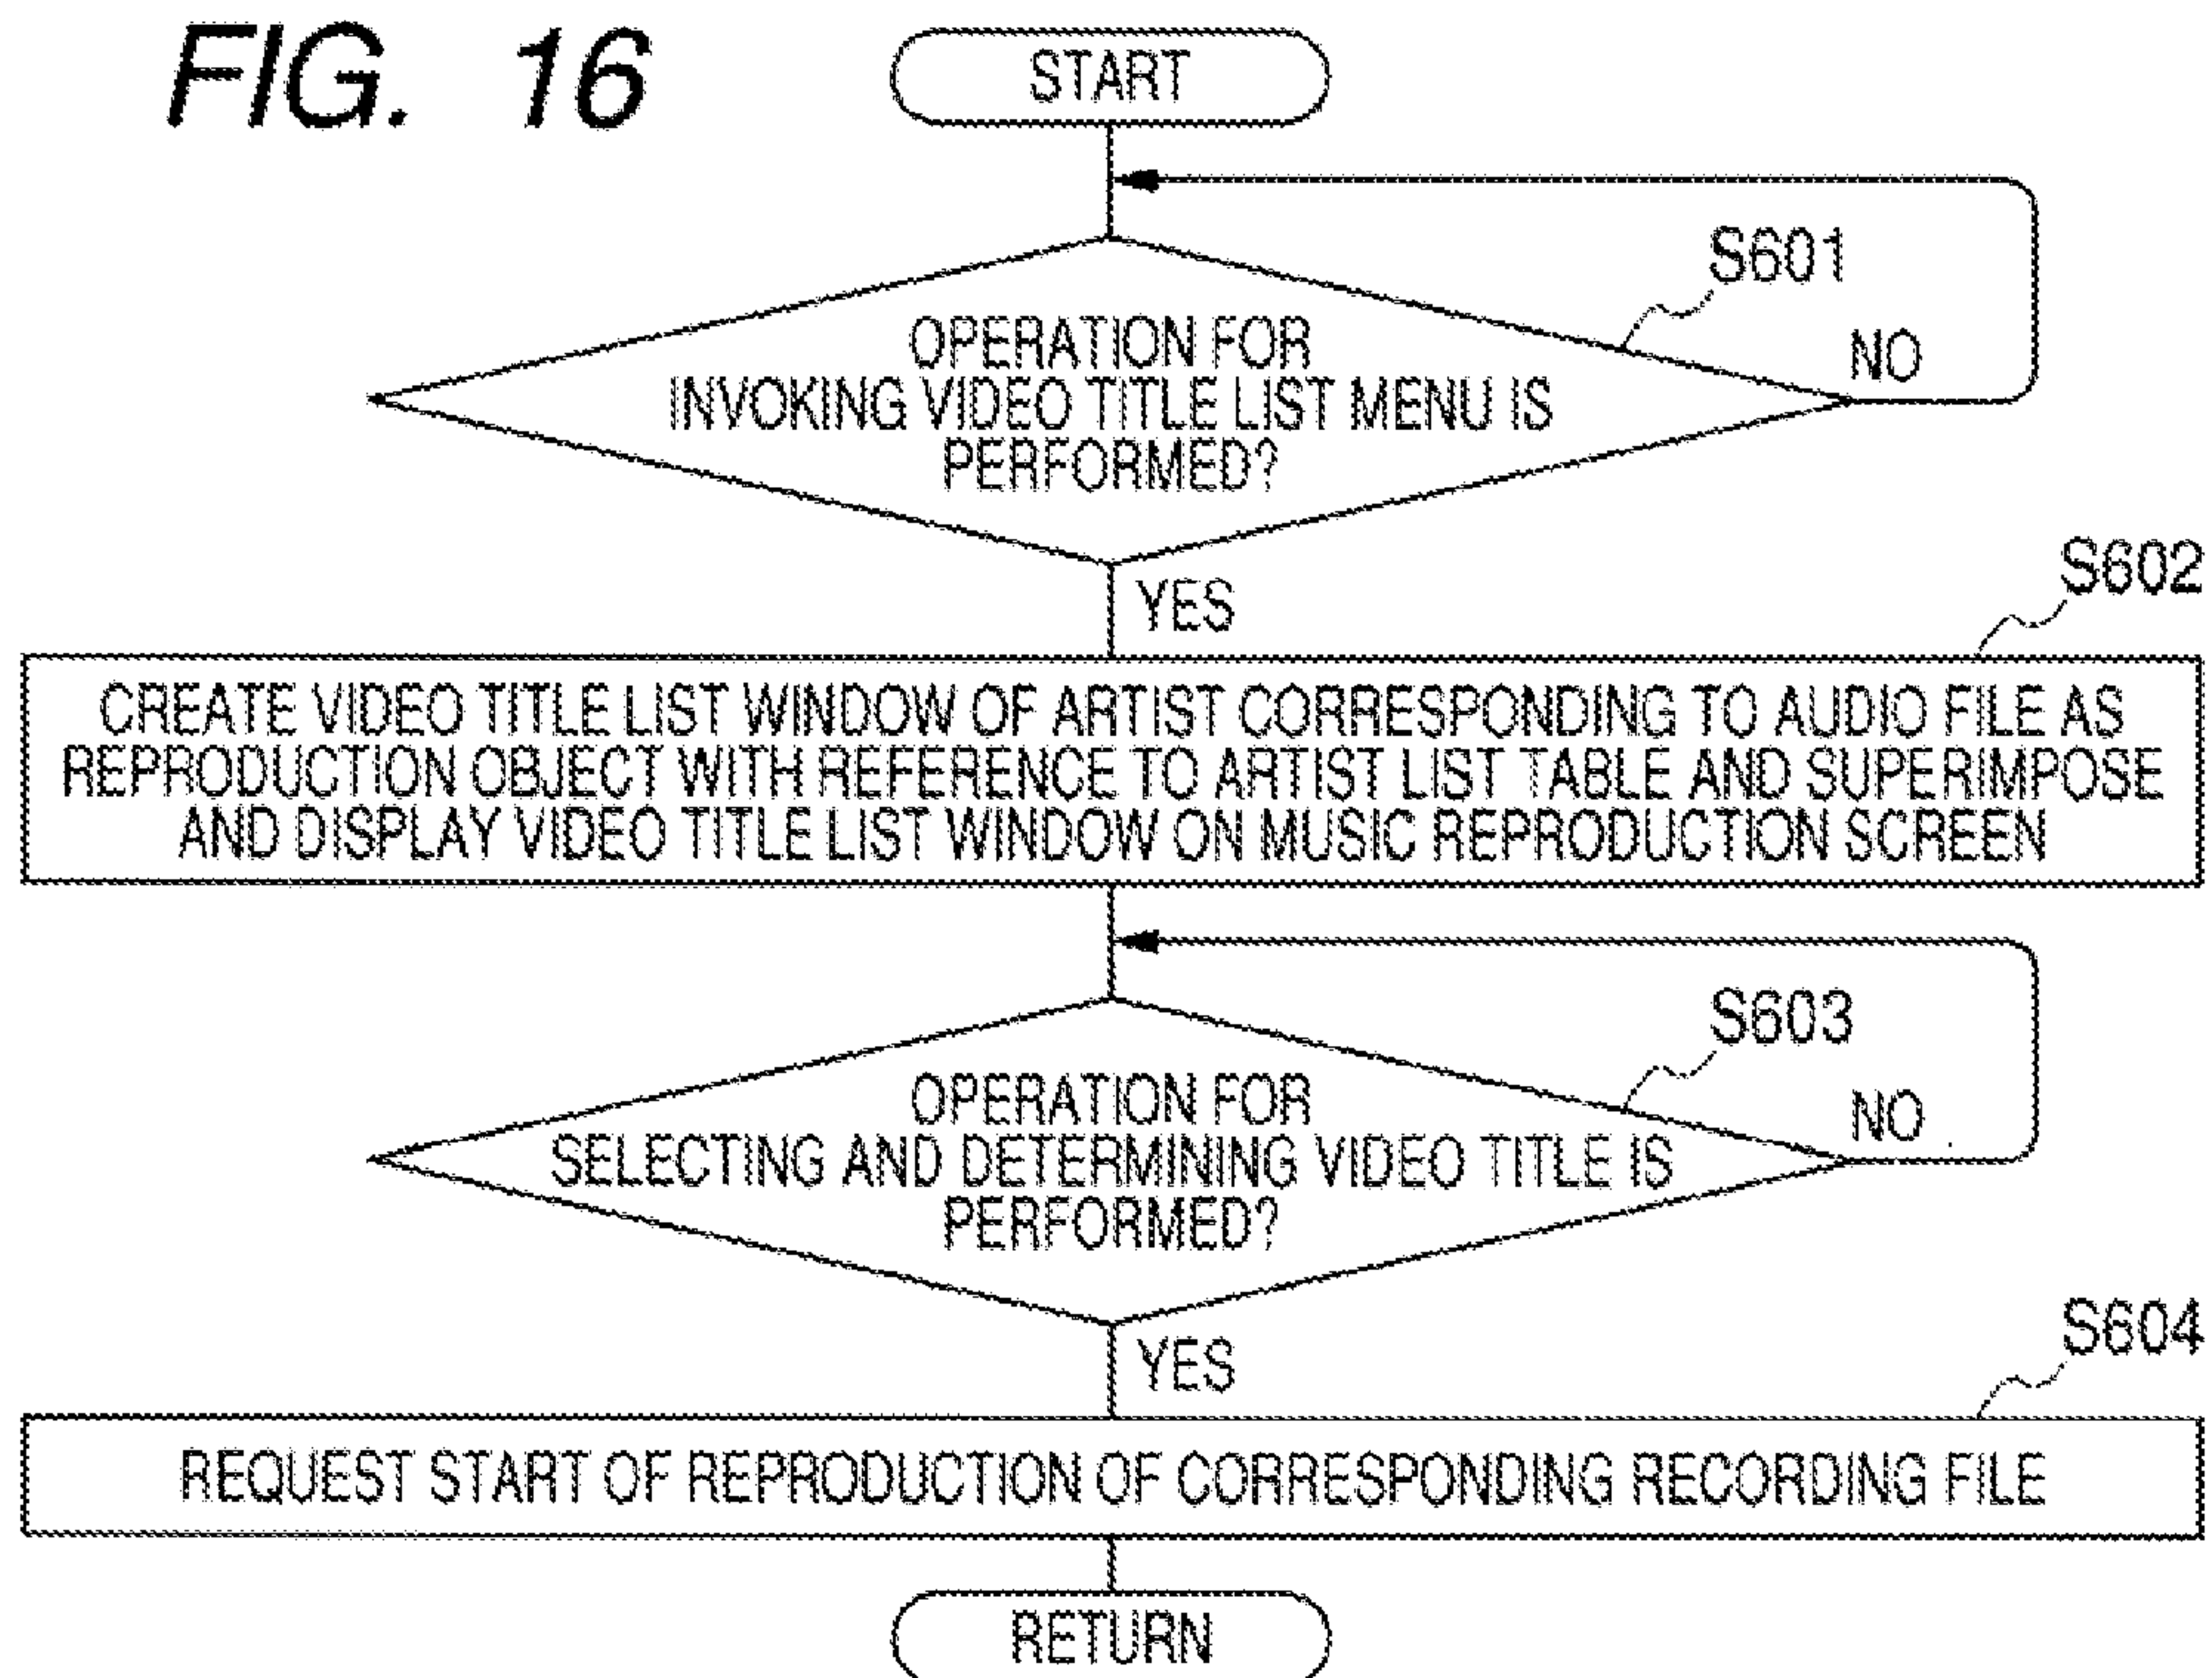 FIG. 16
START
S601
OPERATION FOR
INVOKING VIDEO TITLE LIST MENU IS
PERFORMED?
NO
YES
S602
CREATE VIDEO TITLE LIST WINDOW OF ARTIST CORRESPONDING TO AUDIO FILE AS
REPRODUCTION OBJECT WITH REFERENCE TO ARTIST LIST TABLE AND SUPERIMPOSE
AND DISPLAY VIDEO TITLE LIST WINDOW ON MUSIC REPRODUCTION SCREEN
S603
OPERATION FOR
SELECTING AND DETERMINING VIDEO TITLE IS
PERFORMED?
NO
YES
S604
REQUEST START OF REPRODUCTION OF CORRESPONDING RECORDING FILE
RETURN